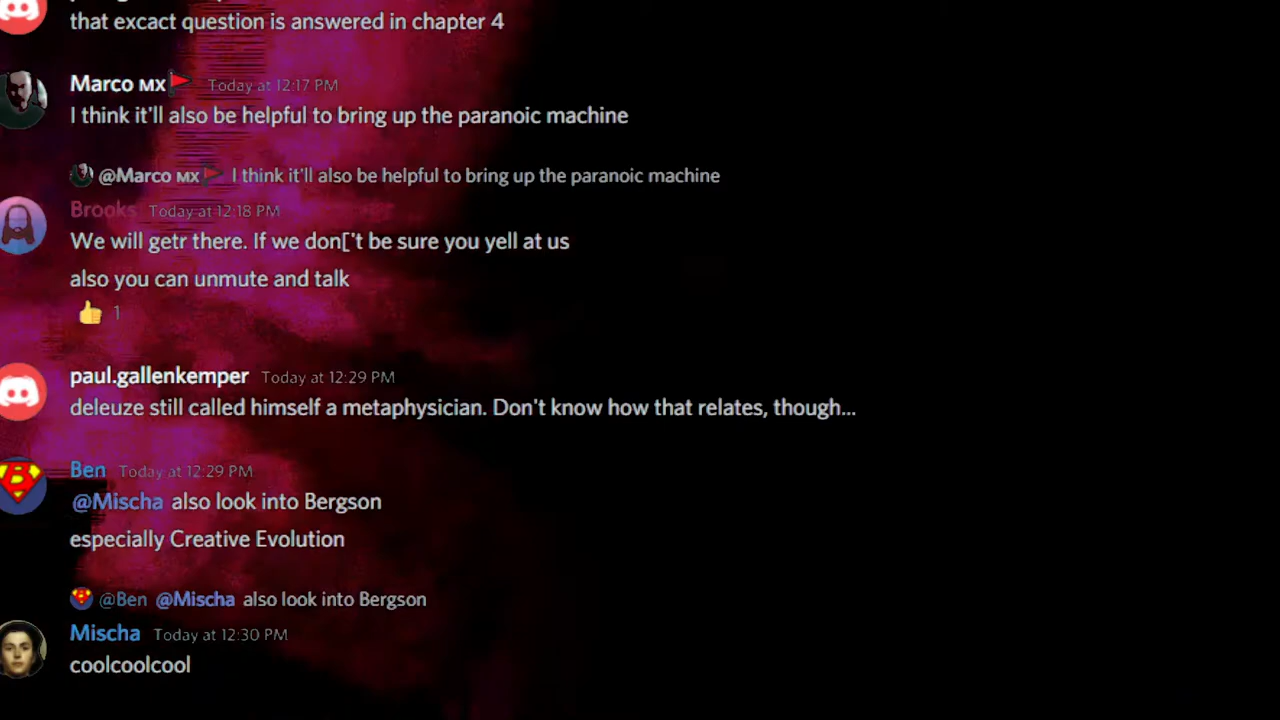 that excact question is answered in chapter 4
Marco MX Today at 12:17 PM
I think it'll also be helpful to bring up the paranoic machine
@Marco MX I think it'll also be helpful to bring up the paranoic machine
Brooks Today at 12:18 PM
We will getr there. If we don['t be sure you yell at us
also you can unmute and talk
1
paul.gallenkemper Today at 12:29 PM
deleuze still called himself a metaphysician. Don't know how that relates, though...
Ben Today at 12:29 PM
@Mischa also look into Bergson
especially Creative Evolution
@Ben @Mischa also look into Bergson
Mischa Today at 12:30 PM
coolcoolcool